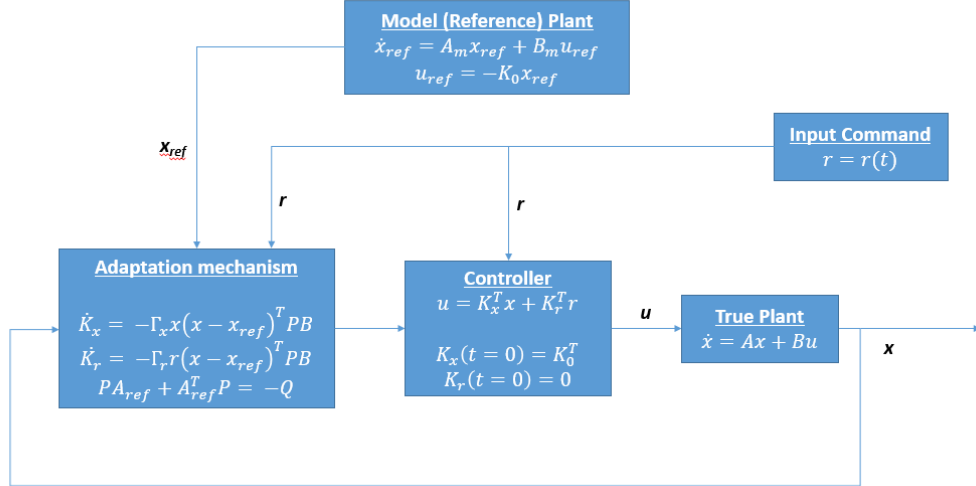 Model (Reference) Plant
ẋ_ref = A_m x_ref + B_m u_ref
u_ref = −K_0 x_ref
Input Command
r = r(t)
x_ref
r
r
Adaptation mechanism
K̇_x = −Γ_x x(x − x_ref)^T PB
K̇_r = −Γ_r r(x − x_ref)^T PB
PA_ref + A_ref^T P = −Q
Controller
u = K_x^T x + K_r^T r
K_x(t = 0) = K_0^T
K_r(t = 0) = 0
u
True Plant
ẋ = Ax + Bu
x